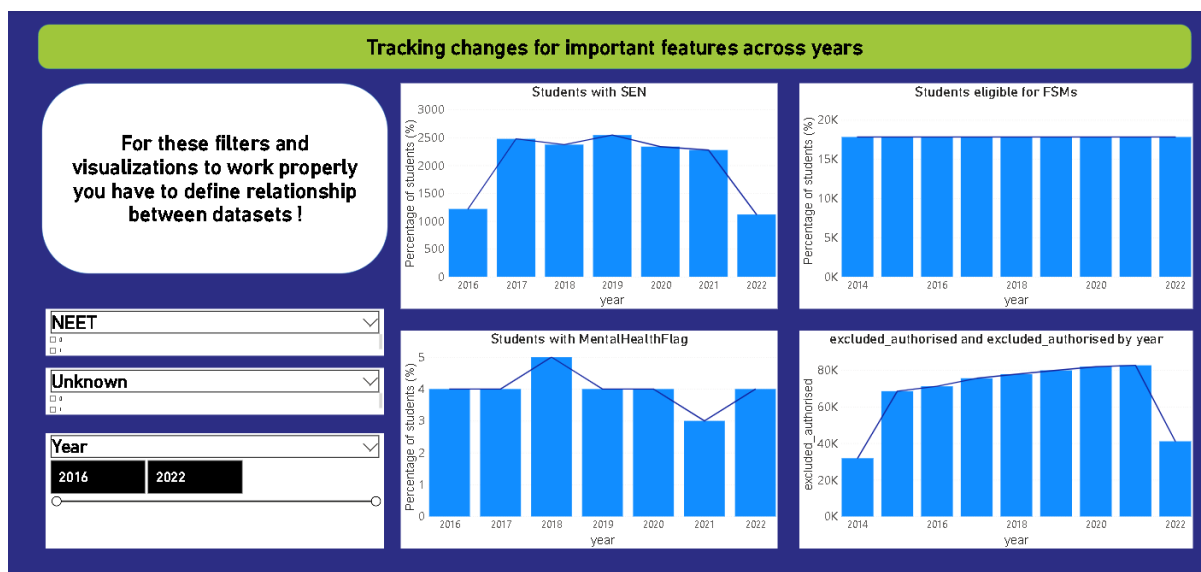 Tracking changes for important features across years
For these filters and
visualizations to work properly
you have to define relationship
between datasets !
NEET
0
1
Unknown
0
1
Year
2016 2022
Students with SEN
Percentage of students (%)
3000
2500
2000
1500
1000
500
0
2016 2017 2018 2019 2020 2021 2022
year
Students eligible for FSMs
Percentage of students (%)
20K
15K
10K
5K
0K
2014 2016 2018 2020 2022
year
Students with MentalHealthFlag
Percentage of students (%)
5
4
3
2
1
0
2016 2017 2018 2019 2020 2021 2022
year
excluded_authorised and excluded_authorised by year
excluded_authorised
80K
60K
40K
20K
0K
2014 2016 2018 2020 2022
year